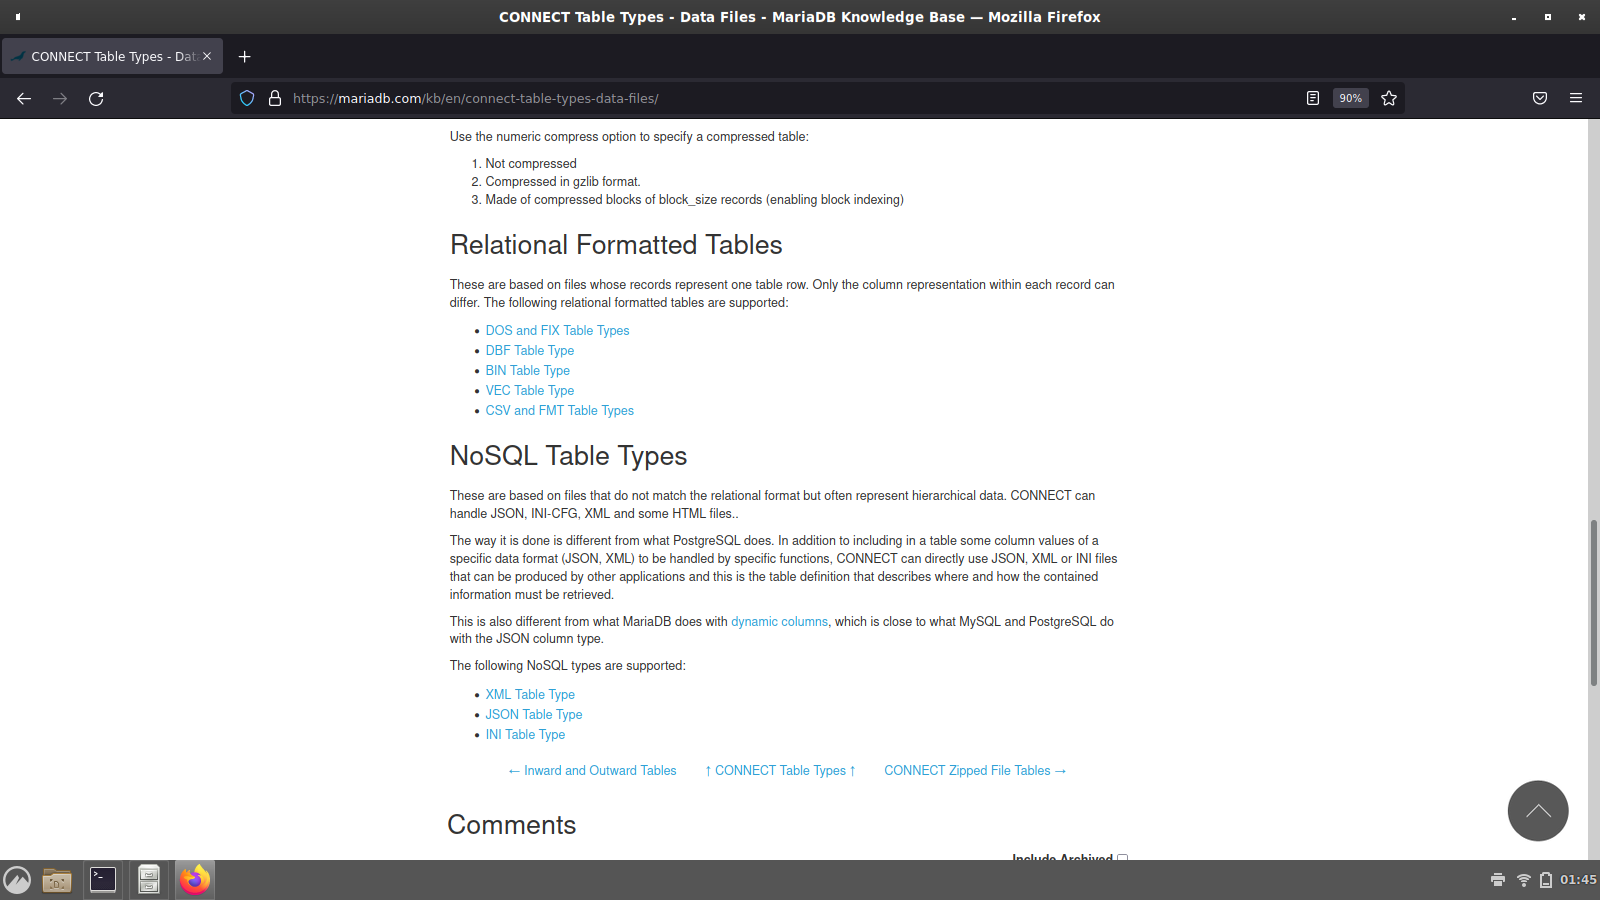 CONNECT Table Types - Data Files - MariaDB Knowledge Base — Mozilla Firefox
CONNECT Table Types - Dat
https://mariadb.com/kb/en/connect-table-types-data-files/
90%
Use the numeric compress option to specify a compressed table:
1. Not compressed
2. Compressed in gzlib format.
3. Made of compressed blocks of block_size records (enabling block indexing)
Relational Formatted Tables
These are based on files whose records represent one table row. Only the column representation within each record can
differ. The following relational formatted tables are supported:
• DOS and FIX Table Types
• DBF Table Type
• BIN Table Type
• VEC Table Type
• CSV and FMT Table Types
NoSQL Table Types
These are based on files that do not match the relational format but often represent hierarchical data. CONNECT can
handle JSON, INI-CFG, XML and some HTML files..
The way it is done is different from what PostgreSQL does. In addition to including in a table some column values of a
specific data format (JSON, XML) to be handled by specific functions, CONNECT can directly use JSON, XML or INI files
that can be produced by other applications and this is the table definition that describes where and how the contained
information must be retrieved.
This is also different from what MariaDB does with dynamic columns, which is close to what MySQL and PostgreSQL do
with the JSON column type.
The following NoSQL types are supported:
• XML Table Type
• JSON Table Type
• INI Table Type
← Inward and Outward Tables ↑ CONNECT Table Types ↑ CONNECT Zipped File Tables →
Comments
Include Archived
01:45